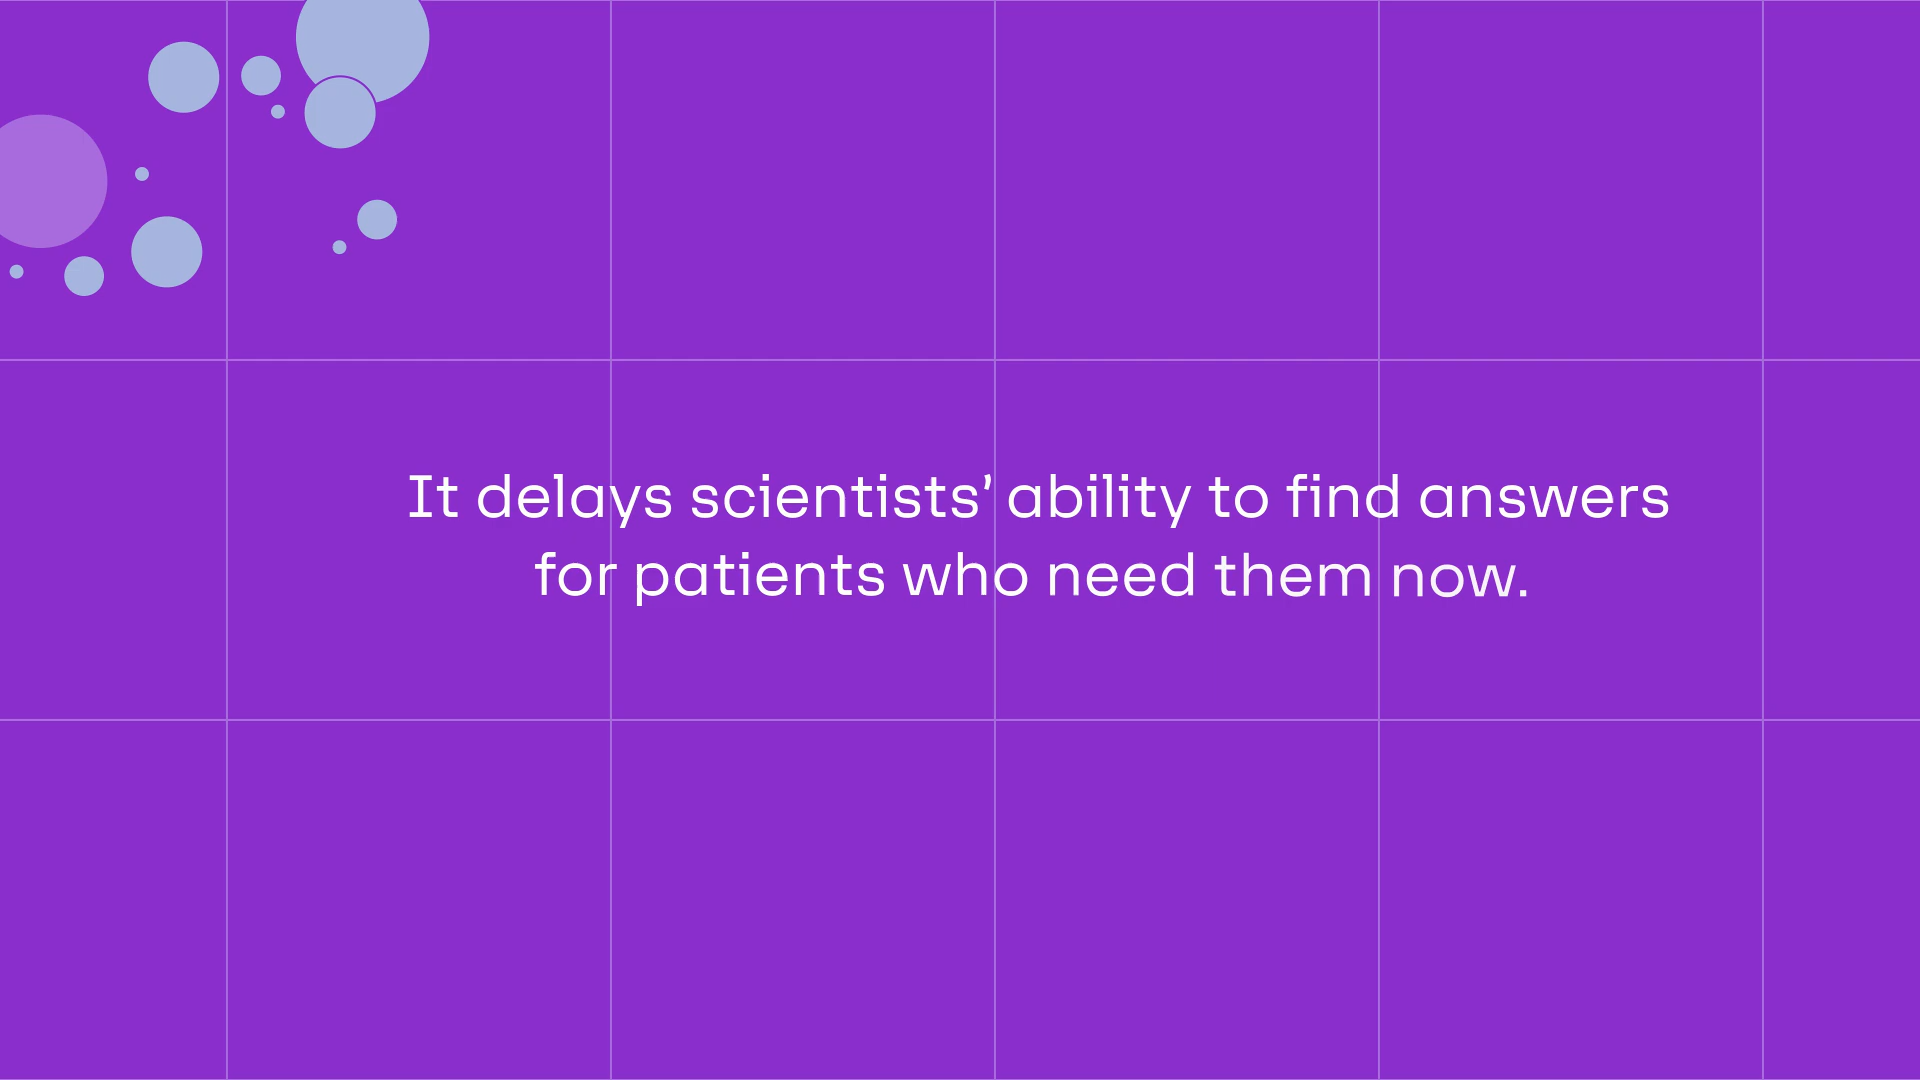 It delays scientists’ ability to find answers
for patients who need them now.